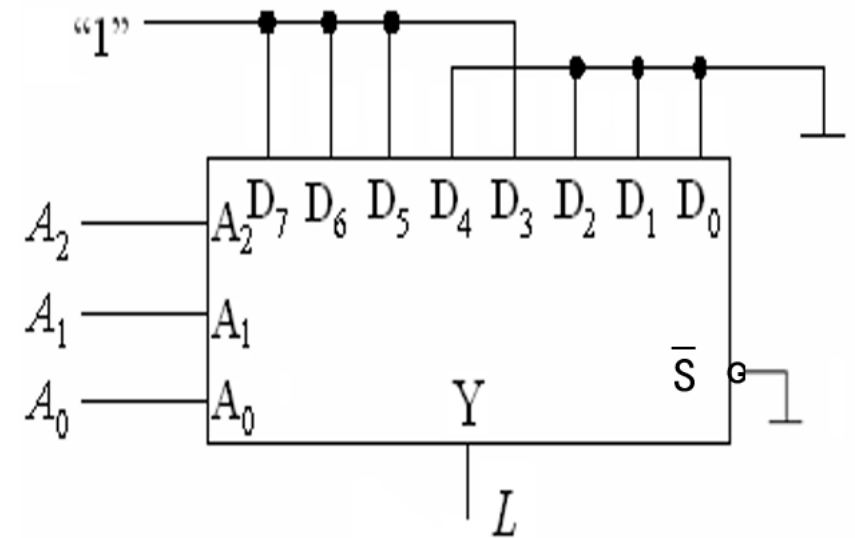 “1”
D₇ D₆ D₅ D₄ D₃ D₂ D₁ D₀
A₂ A₂
A₁ A₁
S̅
A₀ A₀ Y
L